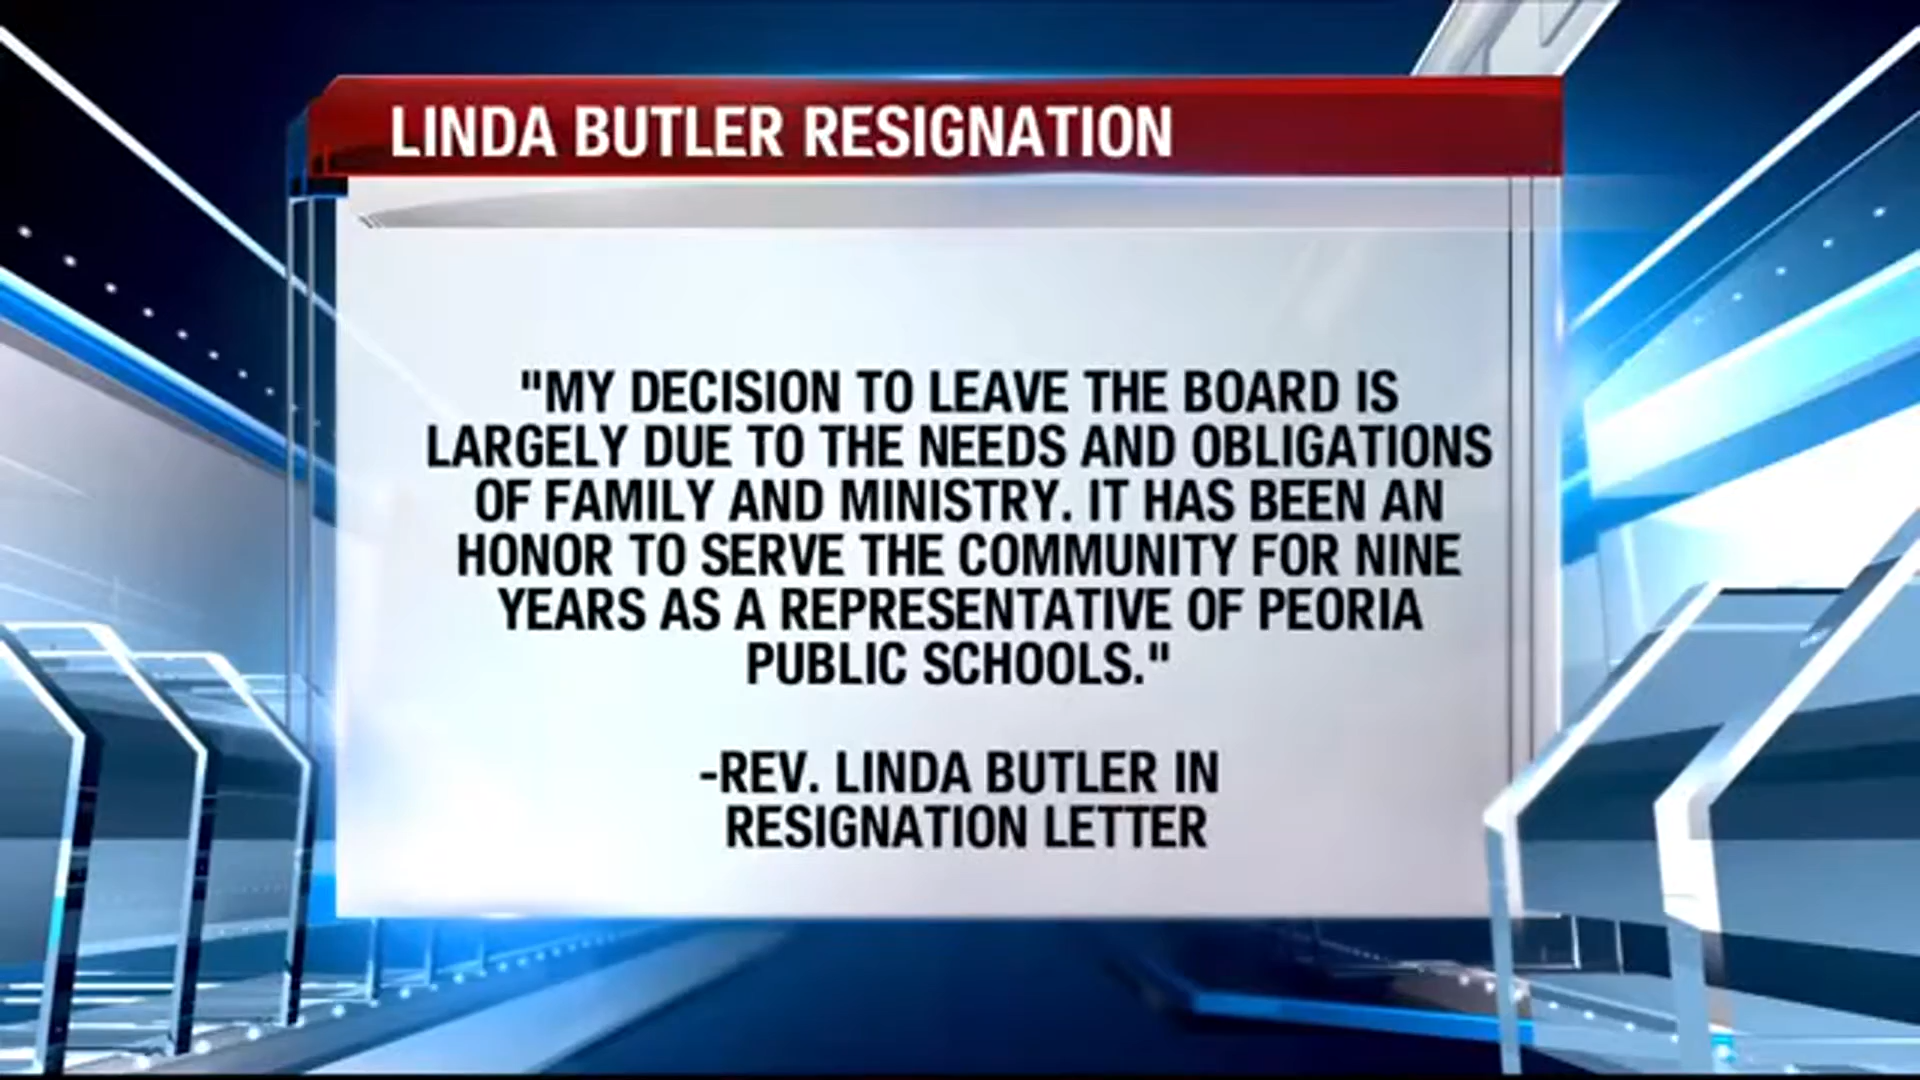 LINDA BUTLER RESIGNATION
"MY DECISION TO LEAVE THE BOARD IS
LARGELY DUE TO THE NEEDS AND OBLIGATIONS
OF FAMILY AND MINISTRY. IT HAS BEEN AN
HONOR TO SERVE THE COMMUNITY FOR NINE
YEARS AS A REPRESENTATIVE OF PEORIA
PUBLIC SCHOOLS."
-REV. LINDA BUTLER IN
RESIGNATION LETTER